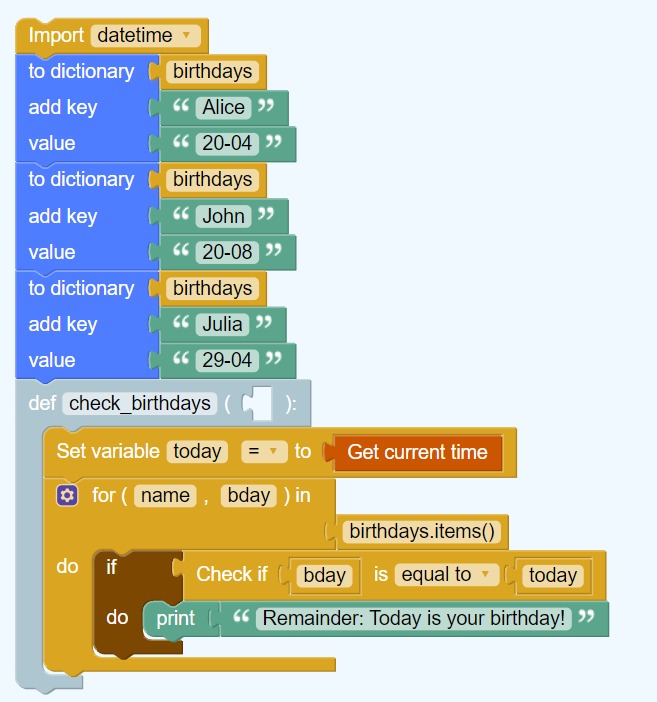 Import datetime
to dictionary birthdays
add key “ Alice ”
value “ 20-04 ”
to dictionary birthdays
add key “ John ”
value “ 20-08 ”
to dictionary birthdays
add key “ Julia ”
value “ 29-04 ”
def check_birthdays ( ):
Set variable today = to Get current time
for ( name , bday ) in
birthdays.items()
do if Check if bday is equal to today
do print “ Remainder: Today is your birthday! ”